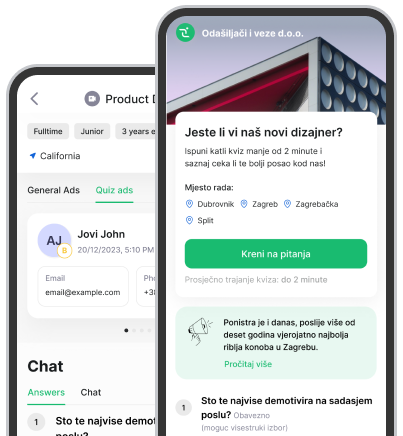 Product D
Fulltime
Junior
3 years e
California
General Ads
Quiz ads
AJ
B
Jovi John
20/12/2023, 5:10 PM
Email
email@example.com
Pho
+38
Chat
Answers
Chat
1
Sto te najvise demot
poslu?
Odašiljači i veze d.o.o.
Jeste li vi naš novi dizajner?
Ispuni katli kviz manje od 2 minute i
saznaj ceka li te bolji posao kod nas!
Mjesto rada:
Dubrovnik
Zagreb
Zagrebačka
Split
Kreni na pitanja
Prosječno trajanje kviza: do 2 minute
Ponistra je i danas, poslije više od
deset godina vjerojatno najbolja
riblja konoba u Zagrebu.
Pročitaj više
1
Sto te najvise demotivira na sadasjem
poslu? Obavezno
(moguc visestruki izbor)